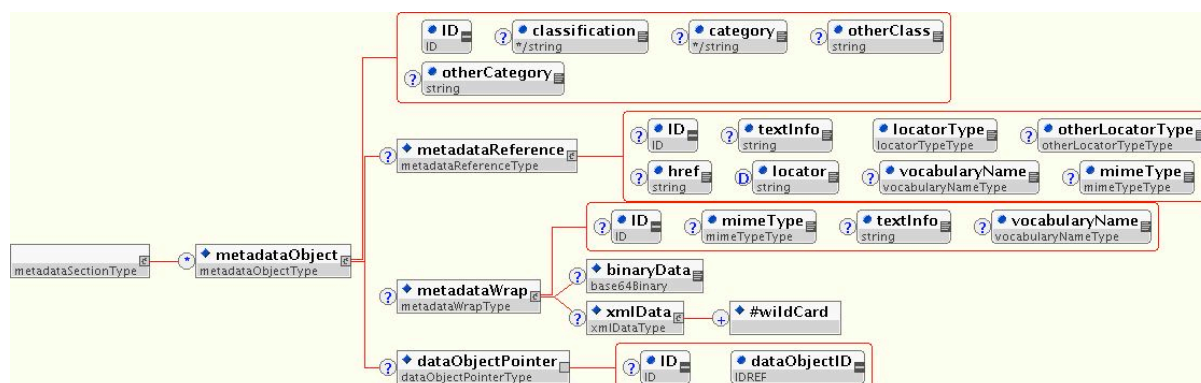 ID classification category otherClass
ID */string */string string
otherCategory
string
metadataReference
metadataReferenceType
ID textInfo locatorType otherLocatorType
ID string locatorTypeType otherLocatorTypeType
href locator vocabularyName mimeType
string string vocabularyNameType mimeTypeType
metadataSectionType
metadataObject
metadataObjectType
ID mimeType textInfo vocabularyName
ID mimeTypeType string vocabularyNameType
metadataWrap
metadataWrapType
binaryData
base64Binary
xmlData
xmlDataType
#wildCard
dataObjectPointer
dataObjectPointerType
ID dataObjectID
ID IDREF